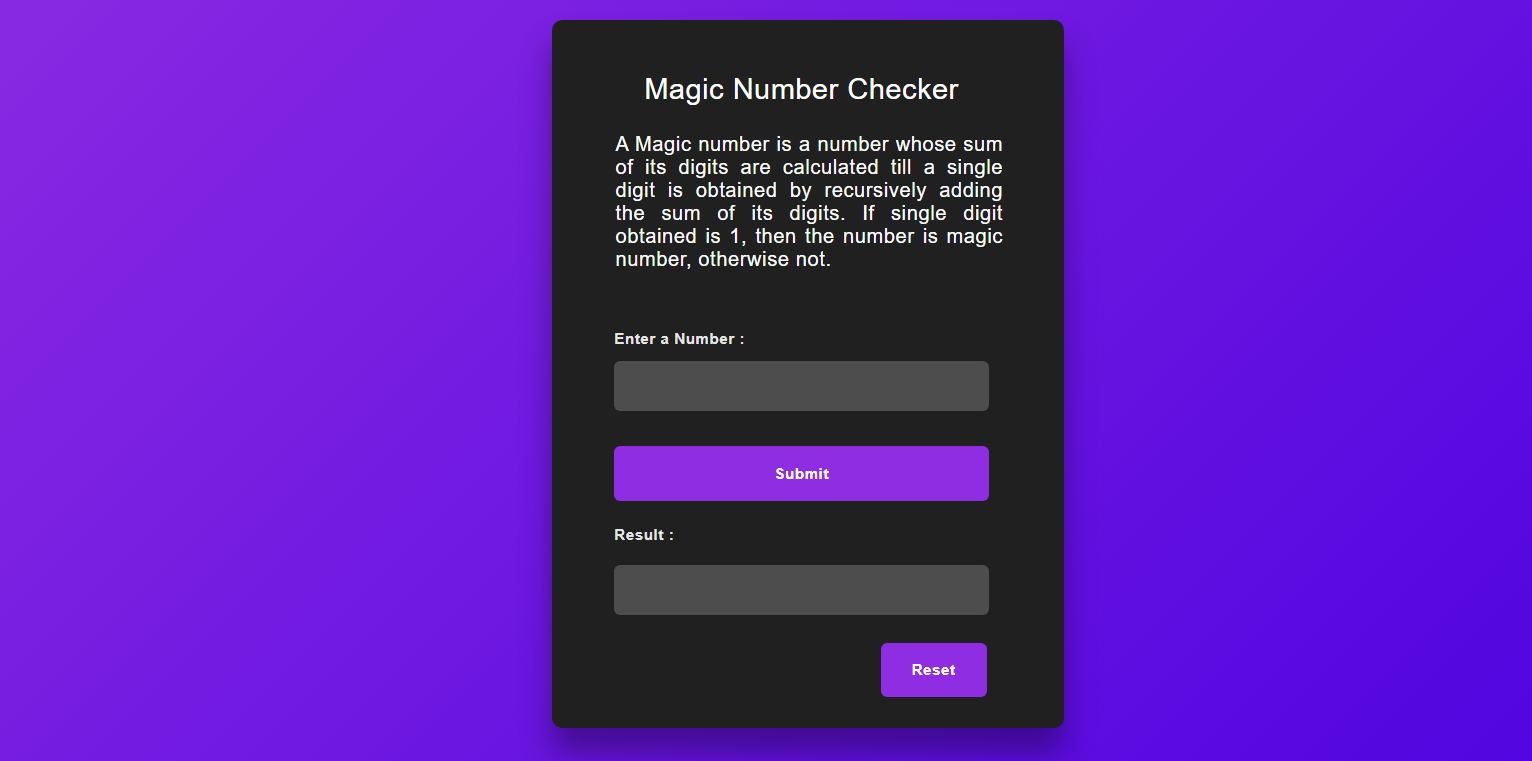 Magic Number Checker
A Magic number is a number whose sum
of its digits are calculated till a single
digit is obtained by recursively adding
the sum of its digits. If single digit
obtained is 1, then the number is magic
number, otherwise not.
Enter a Number :
Submit
Result :
Reset